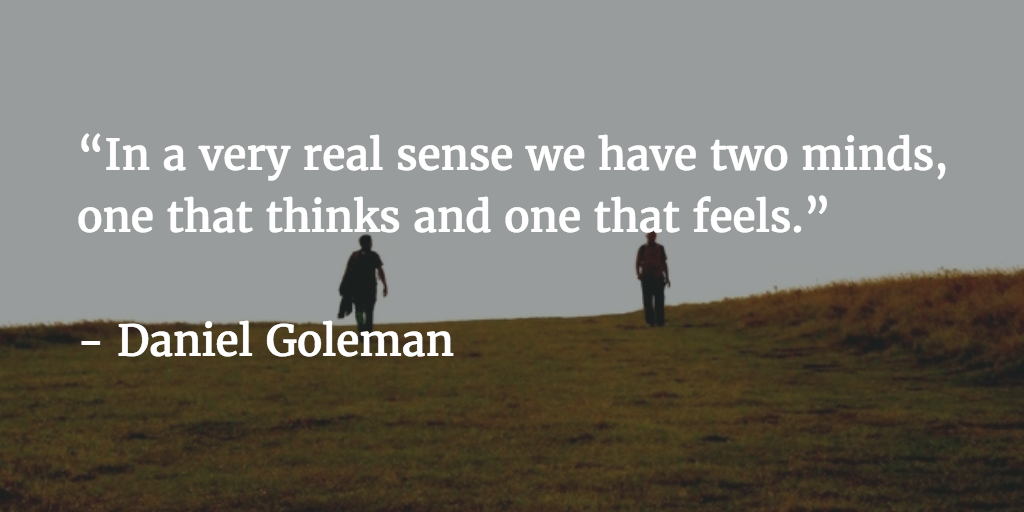 “In a very real sense we have two minds,
one that thinks and one that feels.”
– Daniel Goleman